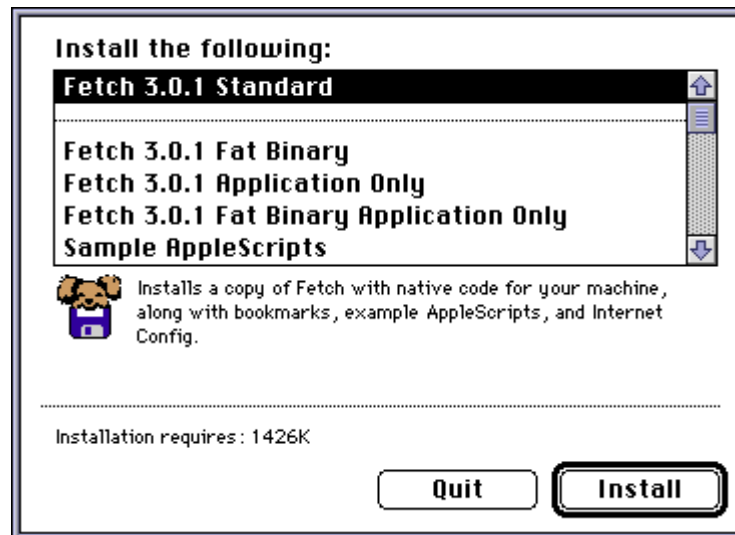 Install the following:
Fetch 3.0.1 Standard
Fetch 3.0.1 Fat Binary
Fetch 3.0.1 Application Only
Fetch 3.0.1 Fat Binary Application Only
Sample AppleScripts
Installs a copy of Fetch with native code for your machine,
along with bookmarks, example AppleScripts, and Internet
Config.
Installation requires: 1426K
Quit
Install